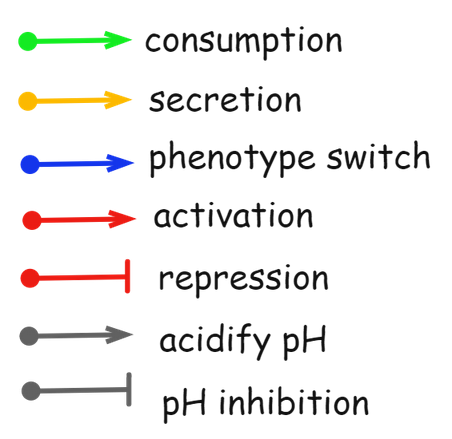 consumption
secretion
phenotype switch
activation
repression
acidify pH
pH inhibition